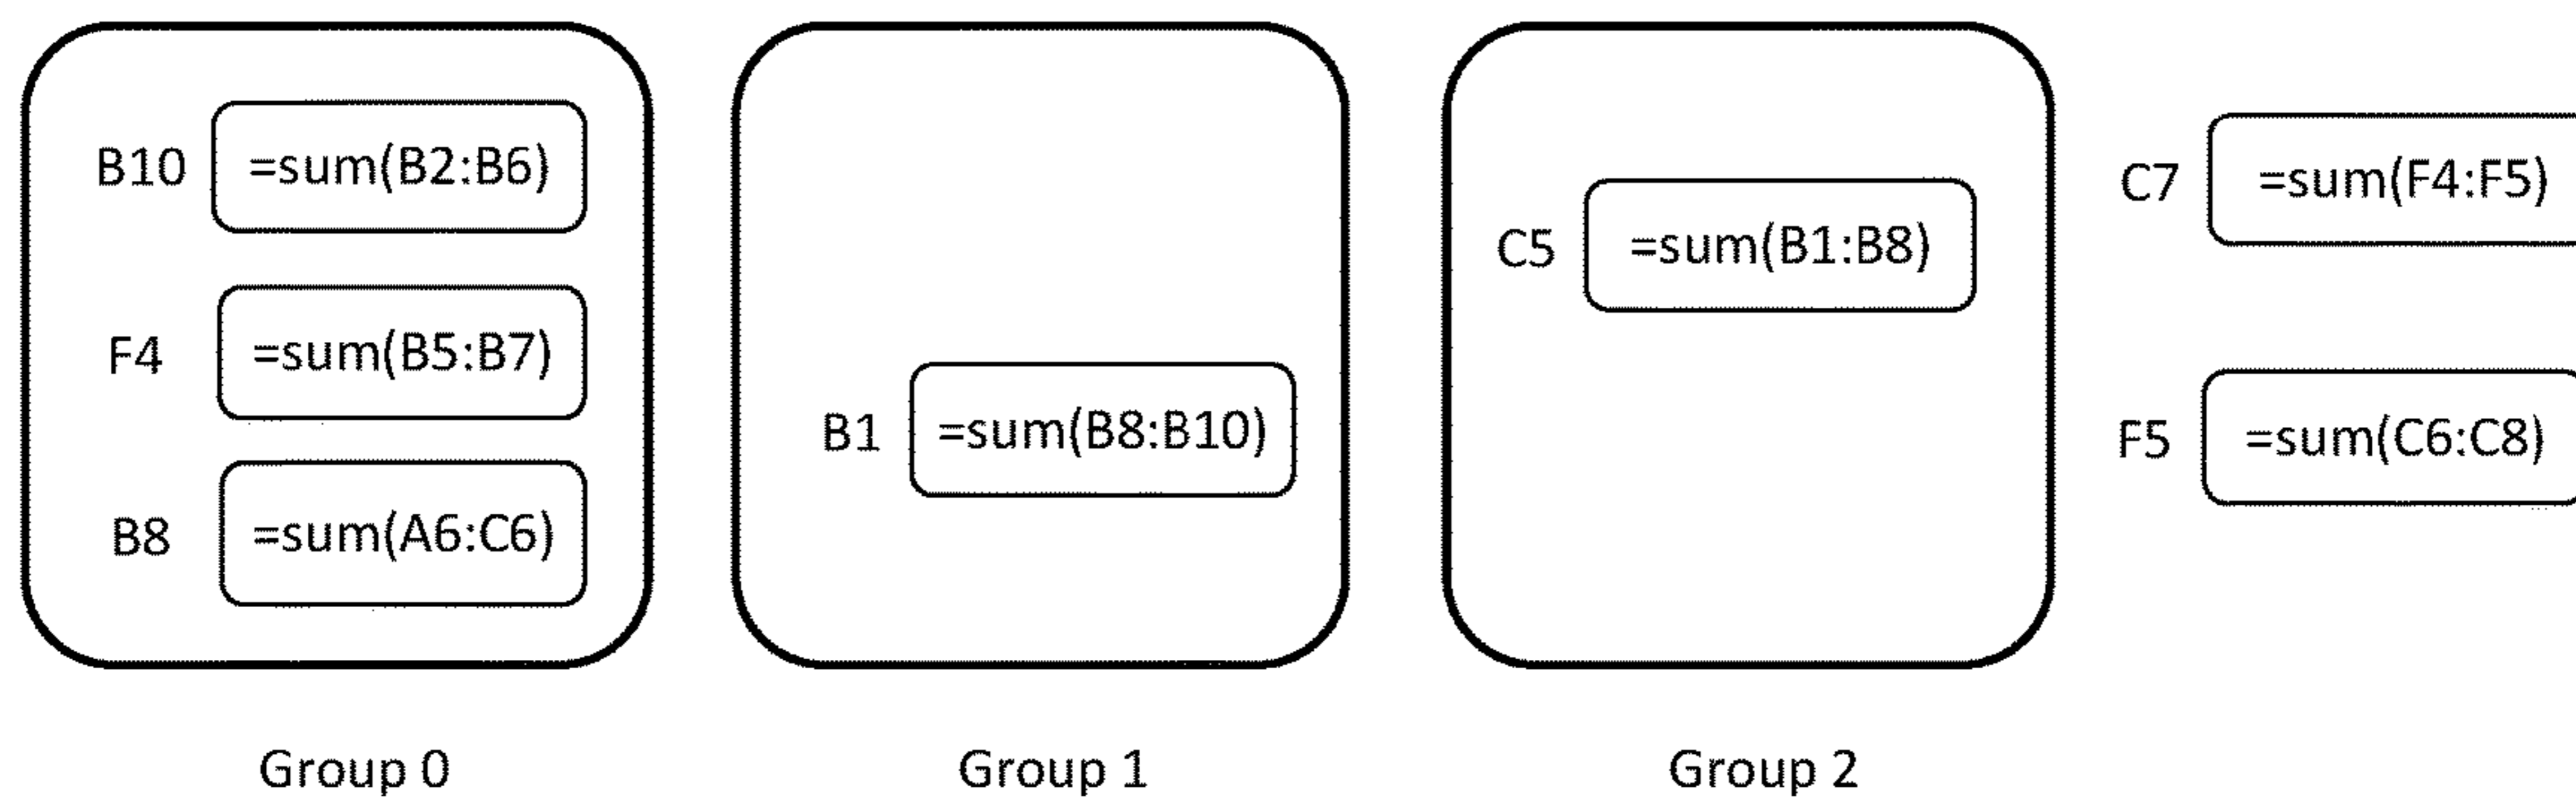 B10 =sum(B2:B6)
F4 =sum(B5:B7)
B8 =sum(A6:C6)
Group 0
B1 =sum(B8:B10)
Group 1
C5 =sum(B1:B8)
Group 2
C7 =sum(F4:F5)
F5 =sum(C6:C8)